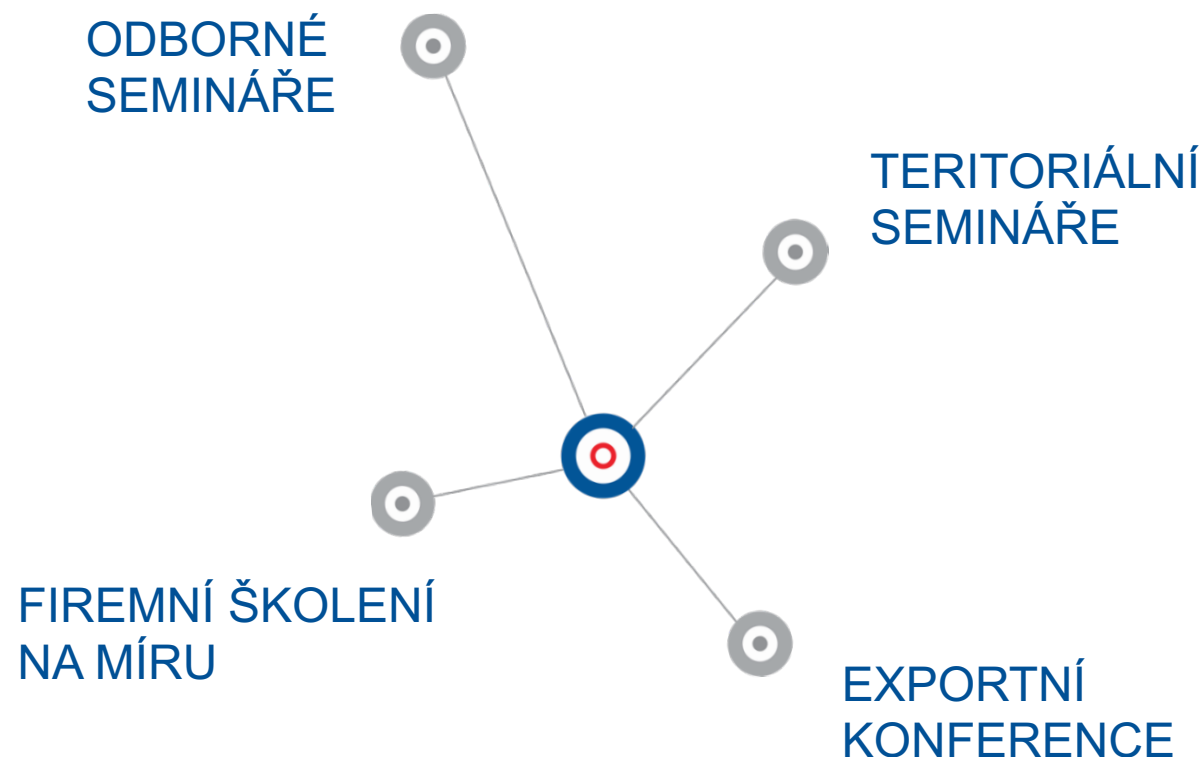 ODBORNÉ
SEMINÁŘE
TERITORIÁLNÍ
SEMINÁŘE
FIREMNÍ ŠKOLENÍ
NA MÍRU
EXPORTNÍ
KONFERENCE